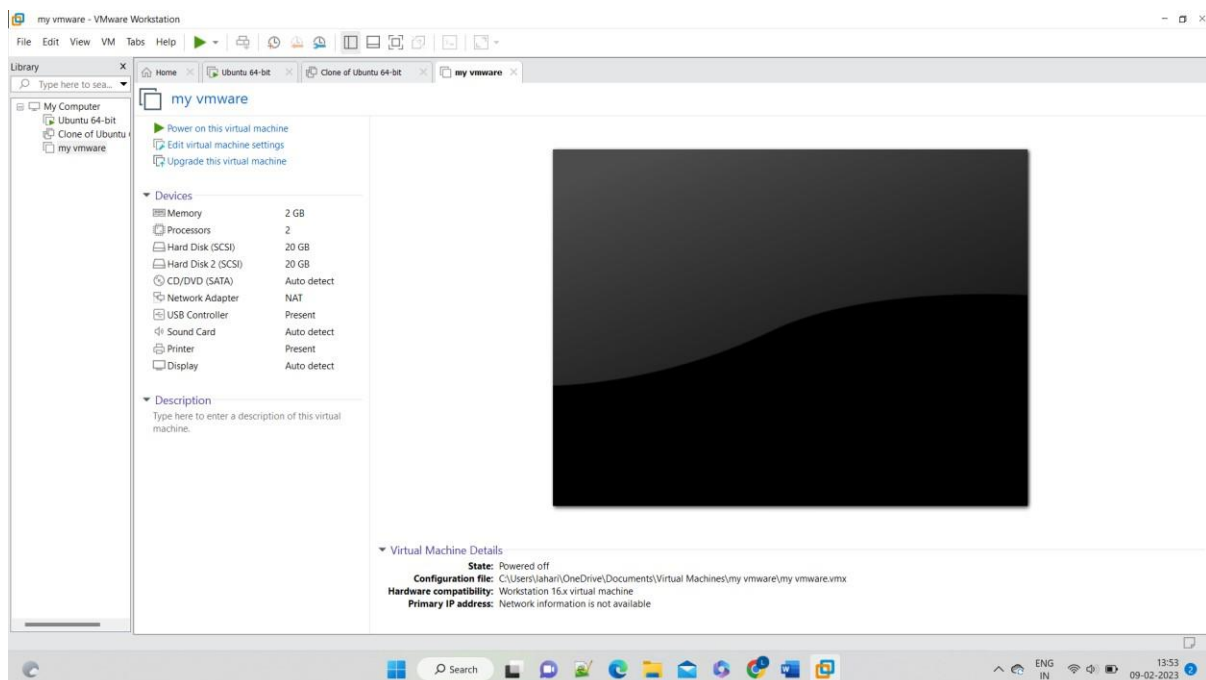 my vmware - VMware Workstation
File Edit View VM Tabs Help
Library X
Type here to sea...
My Computer
Ubuntu 64-bit
Clone of Ubuntu
my vmware
Home Ubuntu 64-bit Clone of Ubuntu 64-bit my vmware
my vmware
Power on this virtual machine
Edit virtual machine settings
Upgrade this virtual machine
Devices
Memory 2 GB
Processors 2
Hard Disk (SCSI) 20 GB
Hard Disk 2 (SCSI) 20 GB
CD/DVD (SATA) Auto detect
Network Adapter NAT
USB Controller Present
Sound Card Auto detect
Printer Present
Display Auto detect
Description
Type here to enter a description of this virtual
machine.
Virtual Machine Details
State: Powered off
Configuration file: C:\Users\lahari\OneDrive\Documents\Virtual Machines\my vmware\my vmware.vmx
Hardware compatibility: Workstation 16.x virtual machine
Primary IP address: Network information is not available
Search
ENG
IN
13:53
09-02-2023
2